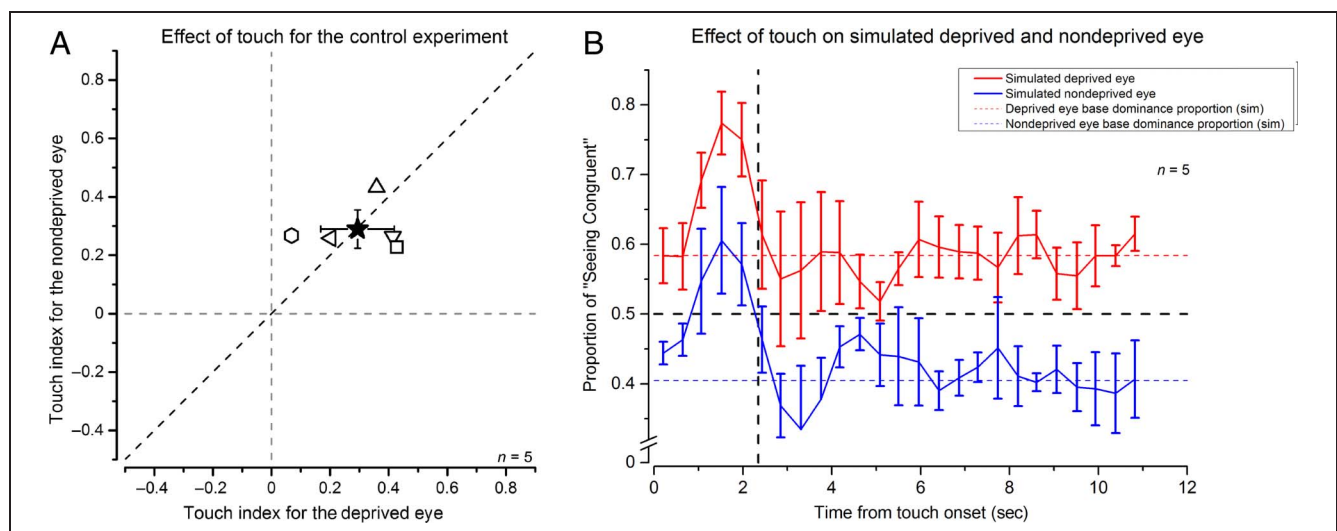 A
Effect of touch for the control experiment
Touch index for the nondeprived eye
0.8
0.6
0.4
0.2
0
−0.2
−0.4
n = 5
−0.4 −0.2 0 0.2 0.4 0.6 0.8
Touch index for the deprived eye
B
Effect of touch on simulated deprived and nondeprived eye
Simulated deprived eye
Simulated nondeprived eye
Deprived eye base dominance proportion (sim)
Nondeprived eye base dominance proportion (sim)
n = 5
Proportion of "Seeing Congruent"
0.8
0.7
0.6
0.5
0.4
0
0 2 4 6 8 10 12
Time from touch onset (sec)